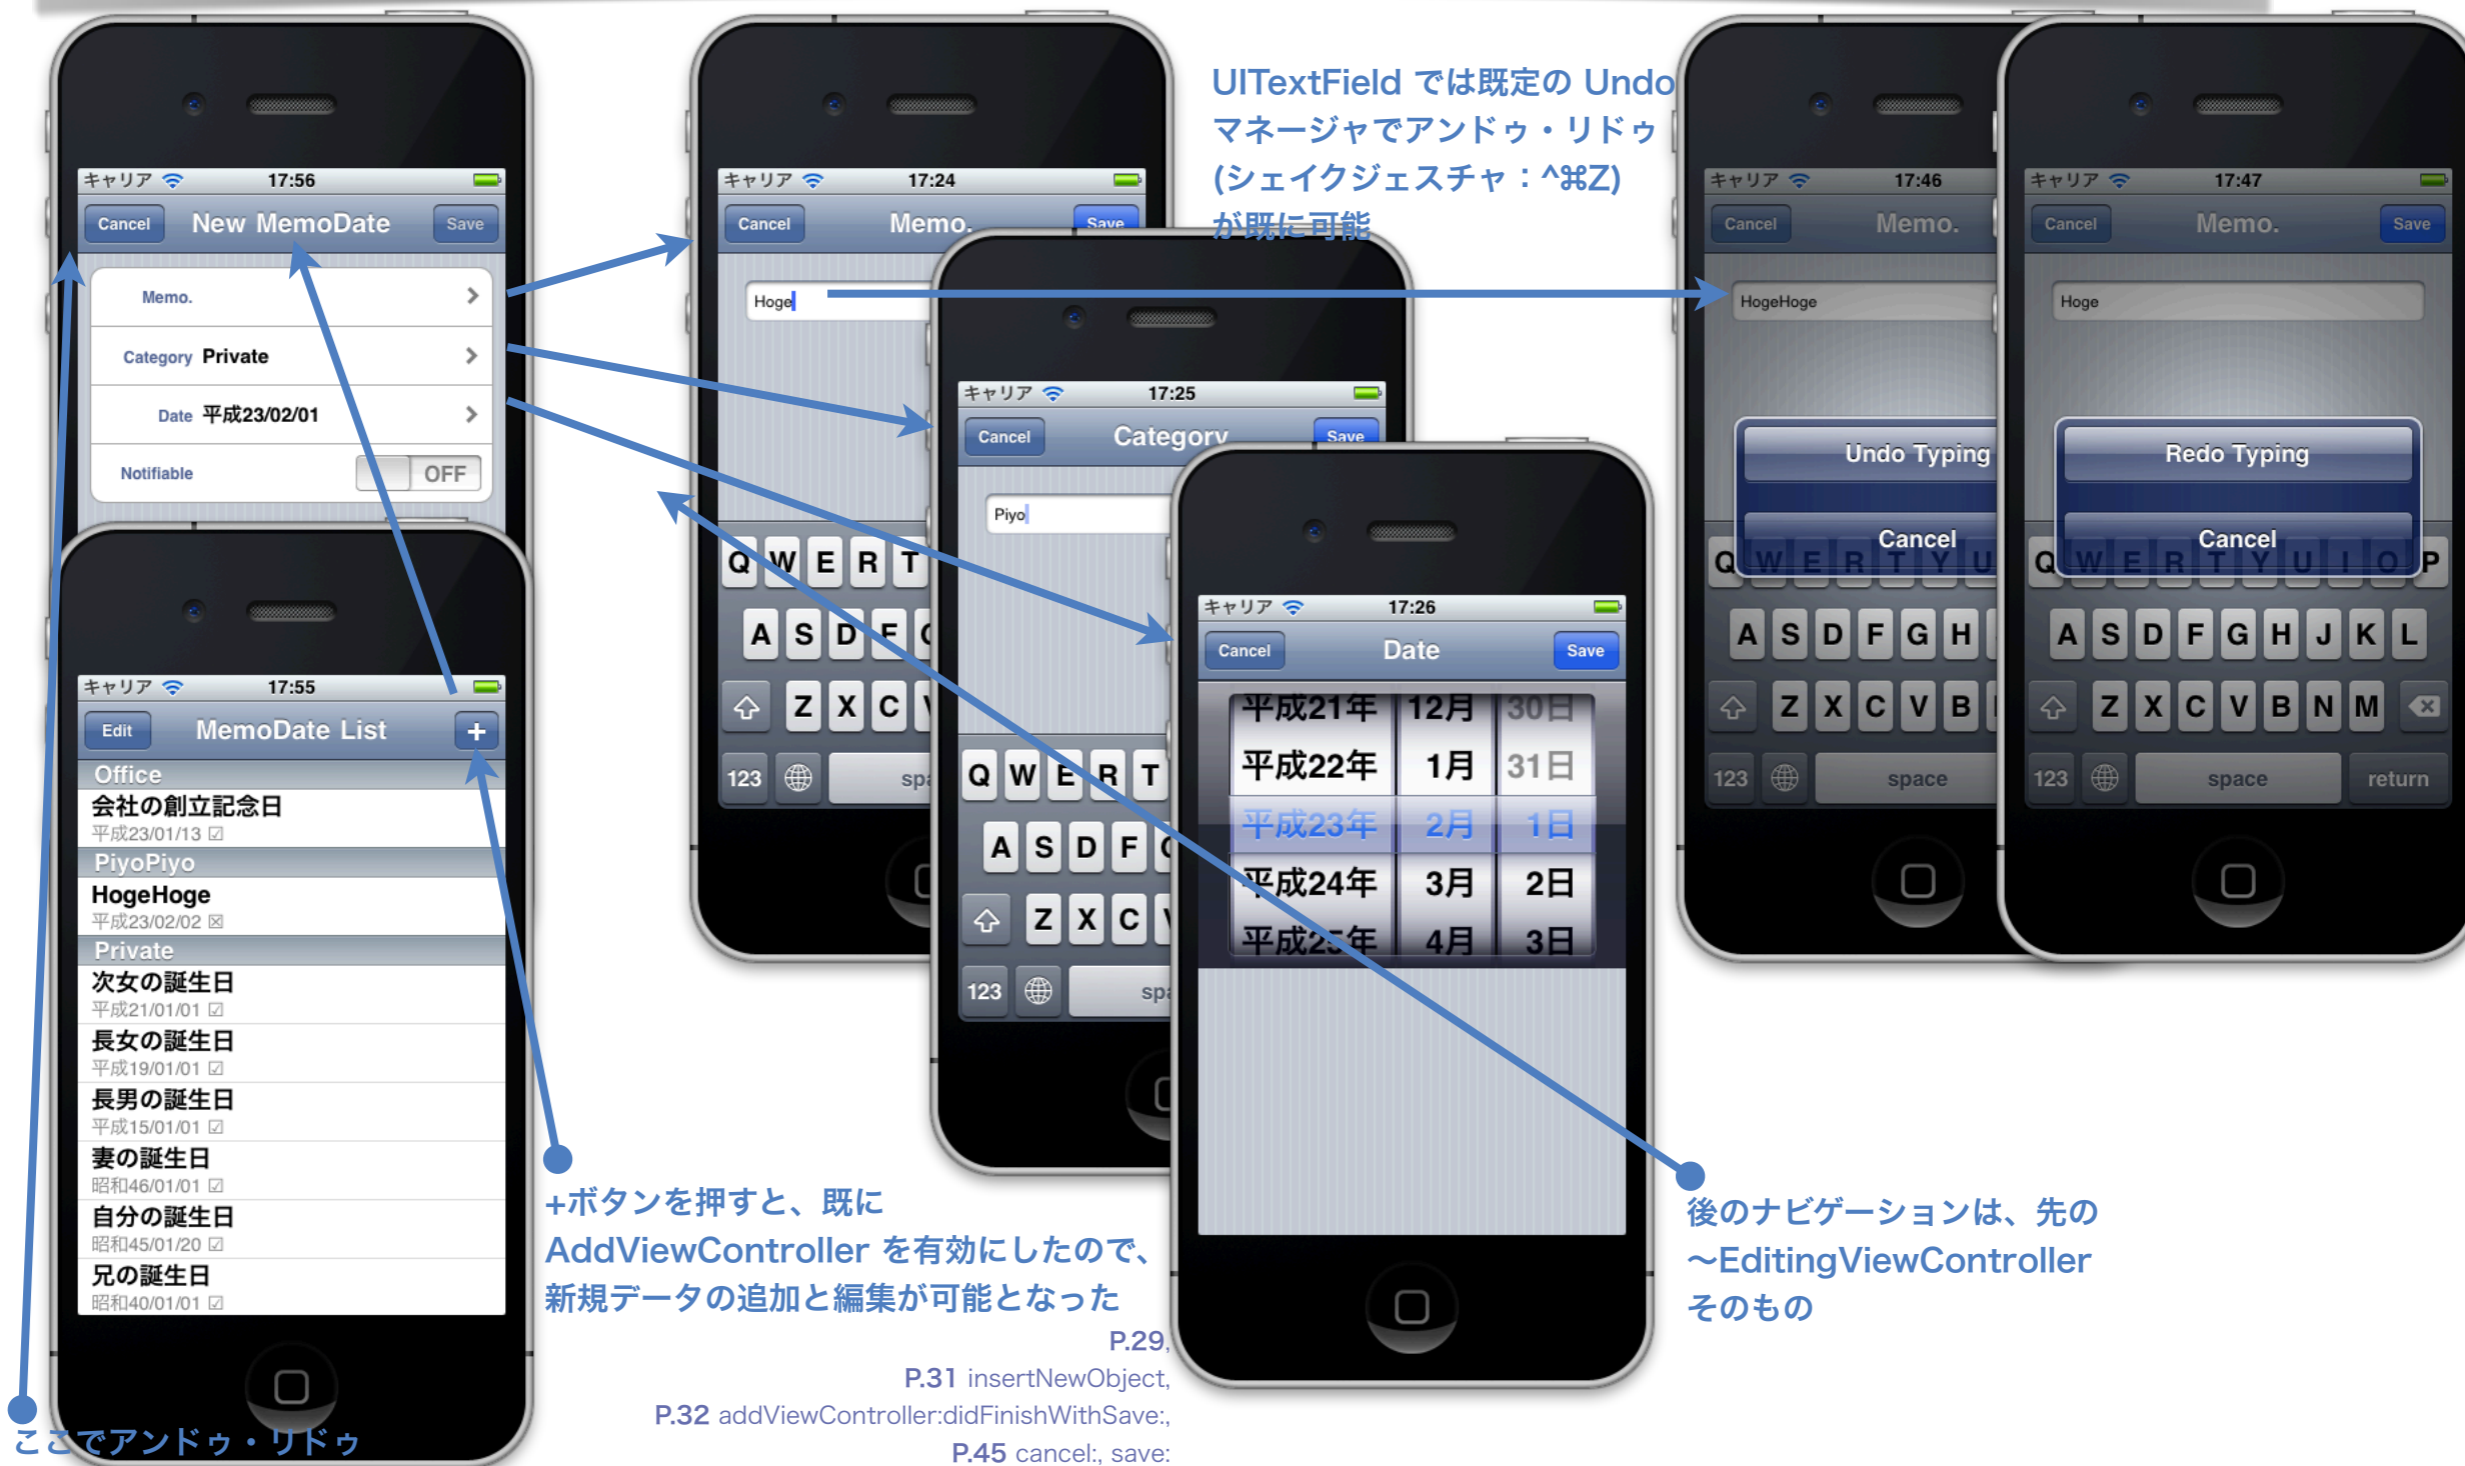 キャリア 17:56
Cancel New MemoDate Save
Memo.
Category Private
Date 平成23/02/01
Notifiable OFF
キャリア 17:55
Edit MemoDate List +
Office
会社の創立記念日
平成23/01/13 ☑
PiyoPiyo
HogeHoge
平成23/02/02 ☒
Private
次女の誕生日
平成21/01/01 ☑
長女の誕生日
平成19/01/01 ☑
長男の誕生日
平成15/01/01 ☑
妻の誕生日
昭和46/01/01 ☑
自分の誕生日
昭和45/01/20 ☑
兄の誕生日
昭和40/01/01 ☑
ここでアンドゥ・リドゥ
キャリア 17:24
Cancel Memo. Save
Hoge
Q W E R T
A S D F
Z X C
123
キャリア 17:25
Cancel Category Save
Piyo
Q W E R T
A S D F
Z X C
123
キャリア 17:26
Cancel Date Save
平成21年 12月 30日
平成22年 1月 31日
平成23年 2月 1日
平成24年 3月 2日
平成25年 4月 3日
UITextField では既定の Undo
マネージャでアンドゥ・リドゥ
(シェイクジェスチャ：^⌘Z)
が既に可能
キャリア 17:46
Cancel Memo.
HogeHoge
Undo Typing
Cancel
Q W E R T Y U
A S D F G H
Z X C V B
123 space
キャリア 17:47
Cancel Memo. Save
Hoge
Redo Typing
Cancel
Q W E R T Y U I O P
A S D F G H J K L
Z X C V B N M
123 space return
+ボタンを押すと、既に
AddViewController を有効にしたので、
新規データの追加と編集が可能となった
P.29,
P.31 insertNewObject,
P.32 addViewController:didFinishWithSave:,
P.45 cancel:, save:
後のナビゲーションは、先の
〜EditingViewController
そのもの